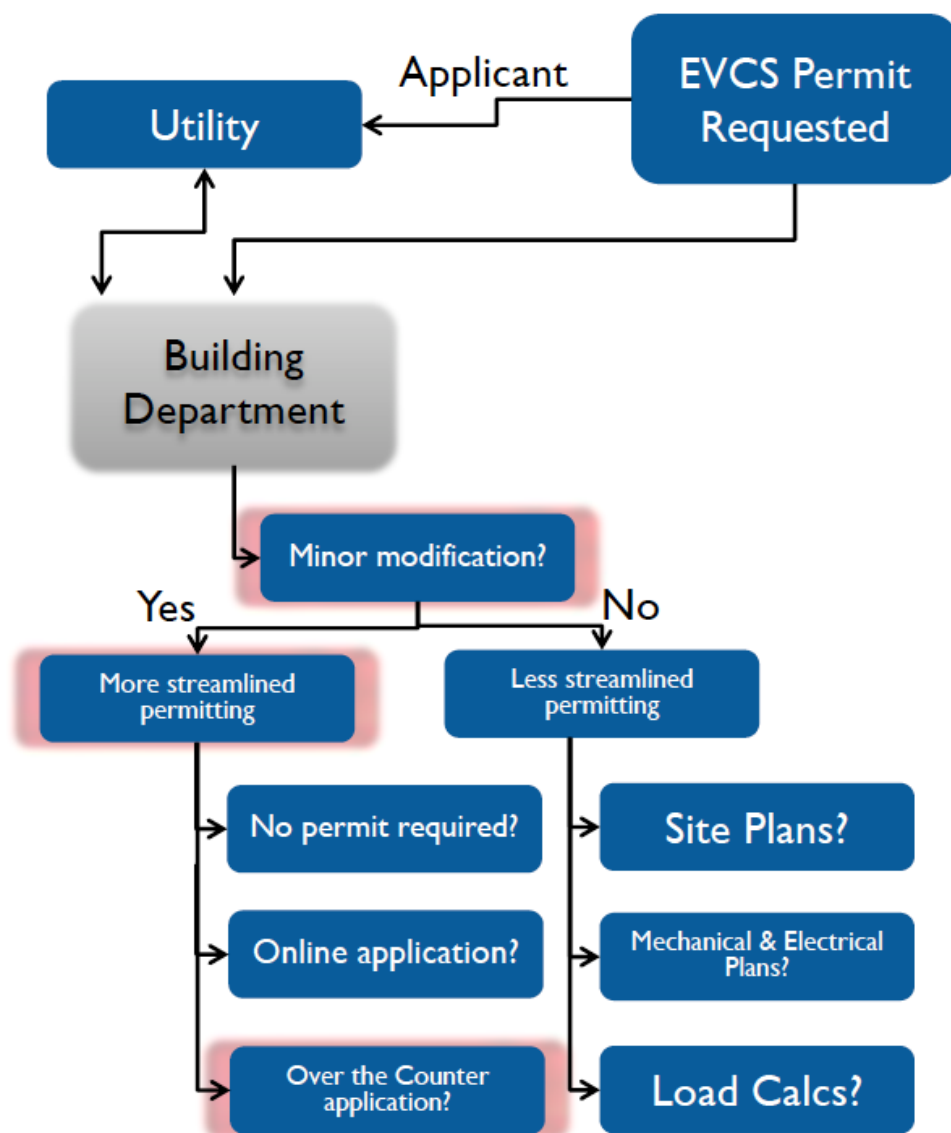 Applicant
EVCS Permit
Requested
Utility
Building
Department
Minor modification?
Yes
No
More streamlined
permitting
Less streamlined
permitting
No permit required?
Site Plans?
Online application?
Mechanical & Electrical
Plans?
Over the Counter
application?
Load Calcs?